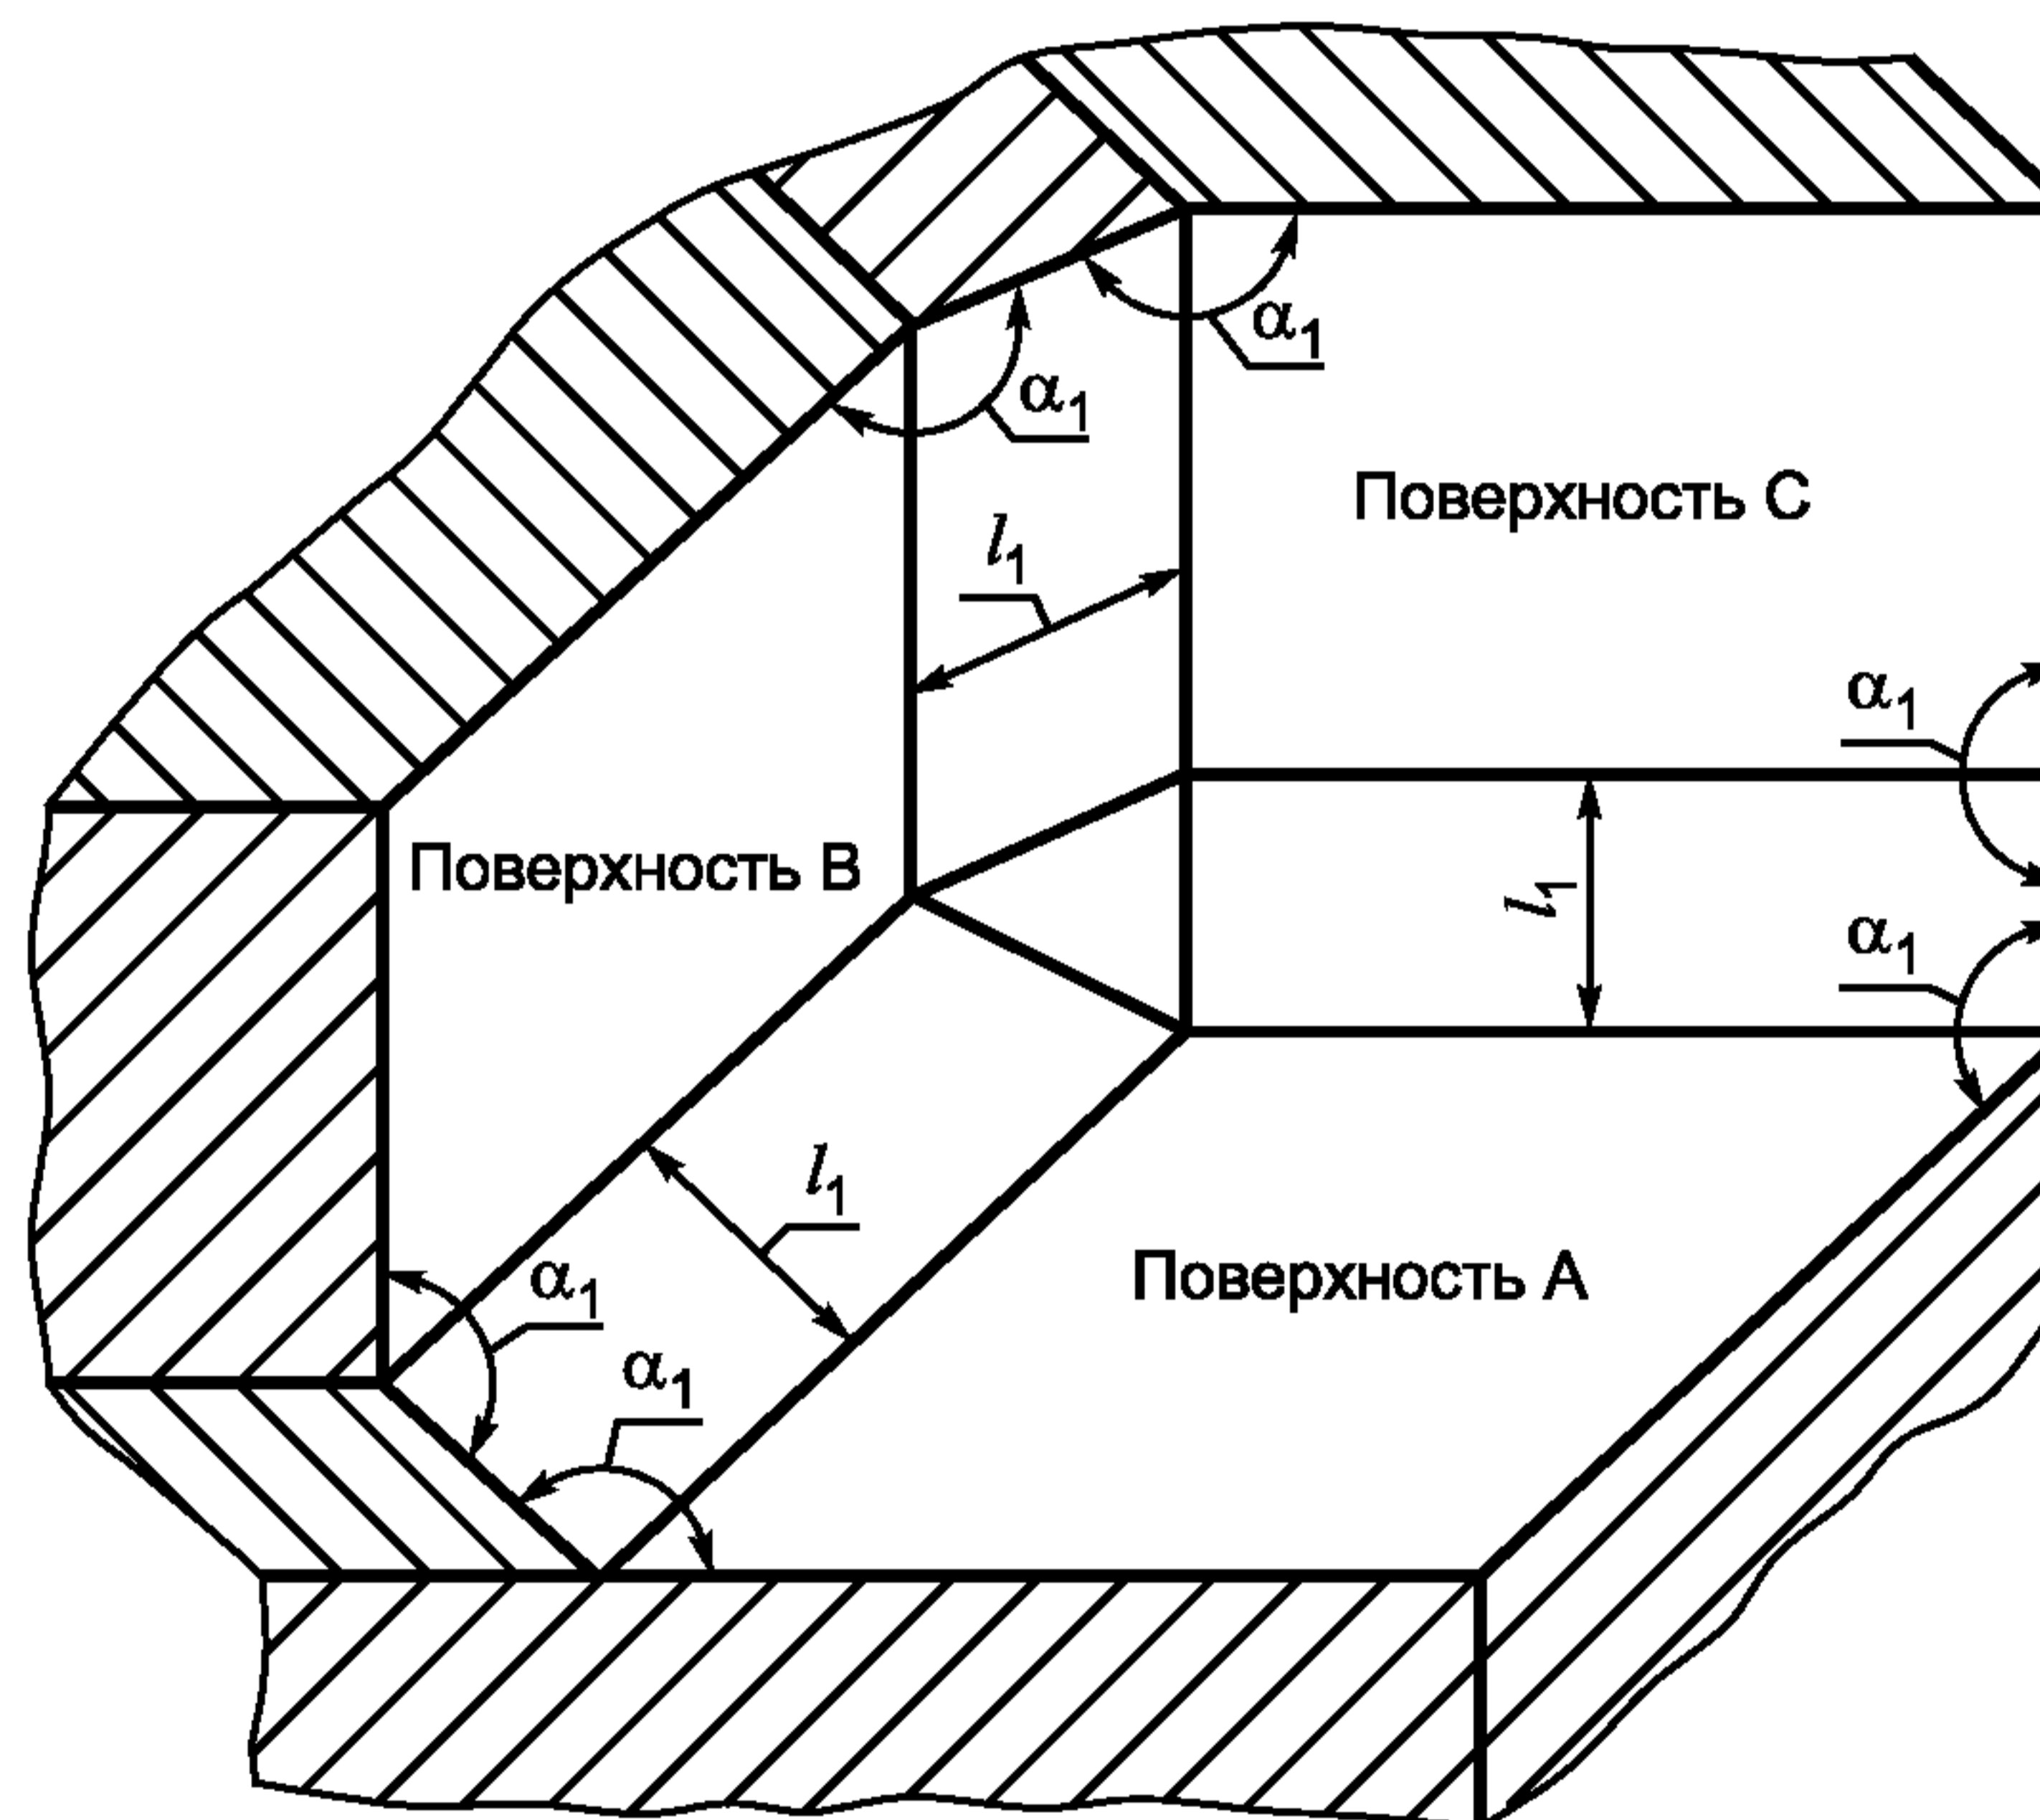 α1
α1
l1
Поверхность С
α1
Поверхность В
l1
α1
l1
α1
Поверхность А
α1